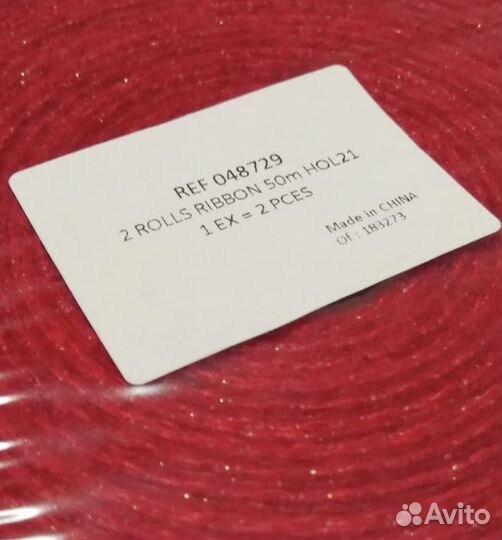 REF 048729
2 ROLLS RIBBON 50m HOL21
1 EX = 2 PCES
Made in CHINA
Of : 183273
Avito